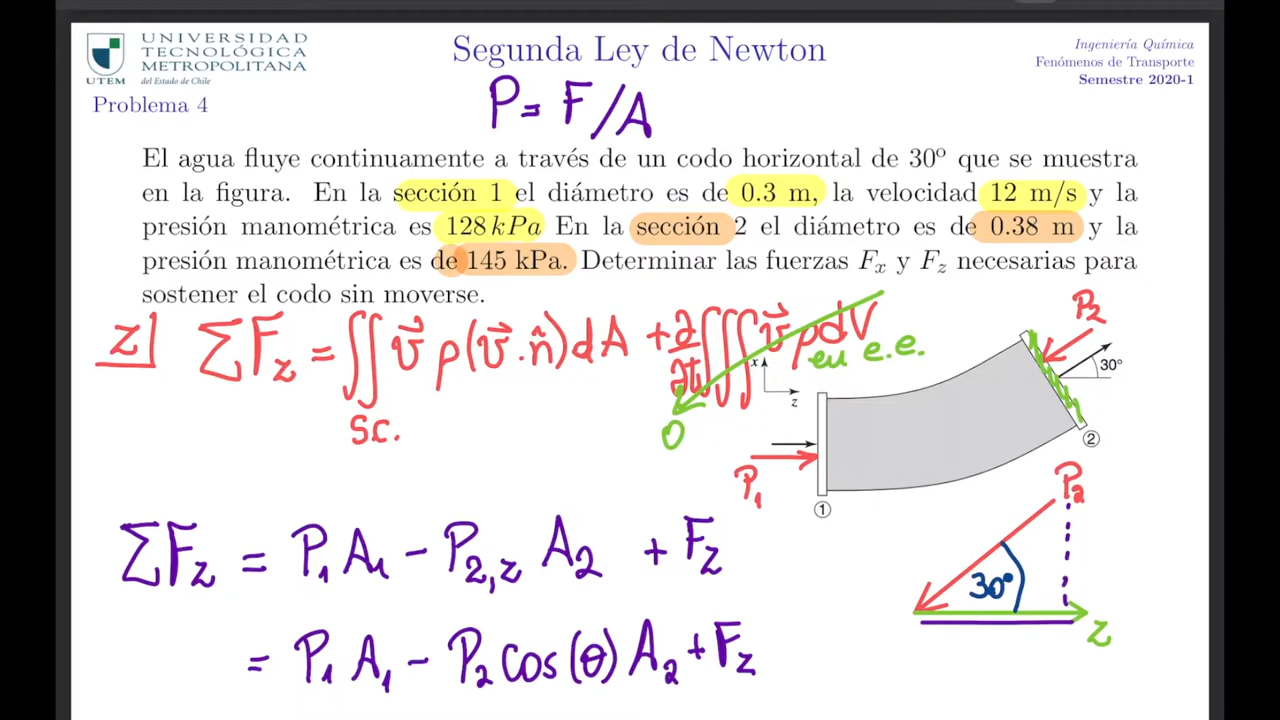 UNIVERSIDAD
TECNOLÓGICA
METROPOLITANA
UTEM del Estado de Chile
Segunda Ley de Newton
Ingeniería Química
Fenómenos de Transporte
Semestre 2020-1
Problema 4
P = F/A
El agua fluye continuamente a través de un codo horizontal de 30º que se muestra
en la figura. En la sección 1 el diámetro es de 0.3 m, la velocidad 12 m/s y la
presión manométrica es 128 kPa En la sección 2 el diámetro es de 0.38 m y la
presión manométrica es de 145 kPa. Determinar las fuerzas Fx y Fz necesarias para
sostener el codo sin moverse.
z] ΣFz = ∬ v⃗ ρ(v⃗·n̂)dA + ∂/∂t ∭ v⃗ ρdV
S.C.
en e.e.
0
x
z
P2
30°
P1
①
②
ΣFz = P1A1 − P2,z A2 + Fz
= P1A1 − P2 cos(θ) A2 + Fz
P2
30°
z